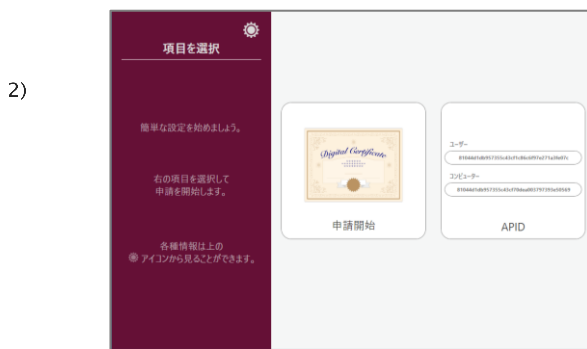 2)
項目を選択
簡単な設定を始めましょう。
右の項目を選択して
申請を開始します。
各種情報は上の
アイコンから見ることができます。
Digital Certificate
申請開始
ユーザー
コンピューター
APID